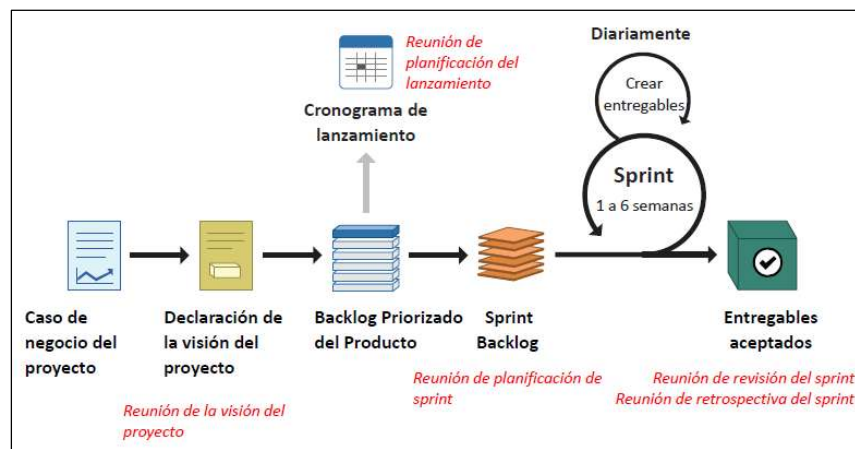 Reunión de
planificación del
lanzamiento
Diariamente
Crear
entregables
Cronograma de
lanzamiento
Sprint
1 a 6 semanas
Caso de
negocio del
proyecto
Declaración de
la visión del
proyecto
Backlog Priorizado
del Producto
Sprint
Backlog
Entregables
aceptados
Reunión de la visión del
proyecto
Reunión de planificación de
sprint
Reunión de revisión del sprint
Reunión de retrospectiva del sprint